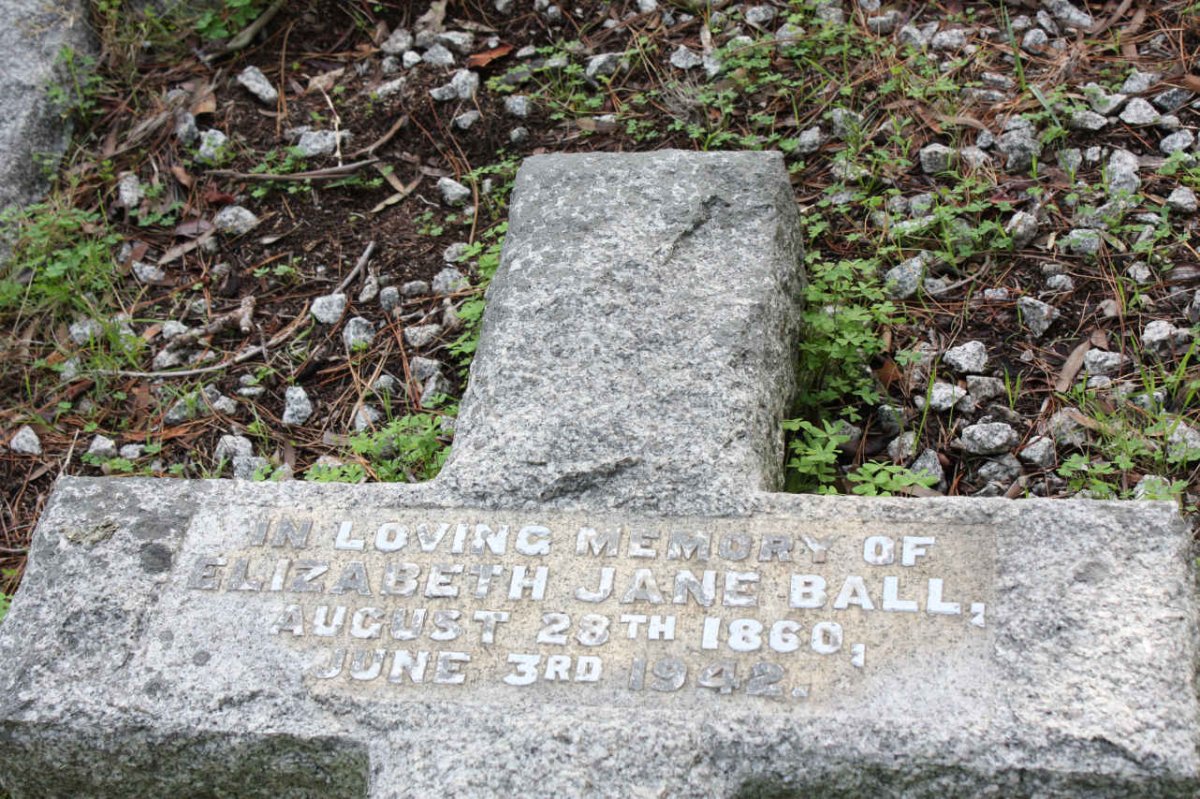 IN LOVING MEMORY OF
ELIZABETH JANE BALL,
AUGUST 28TH 1860,
JUNE 3RD 1942.